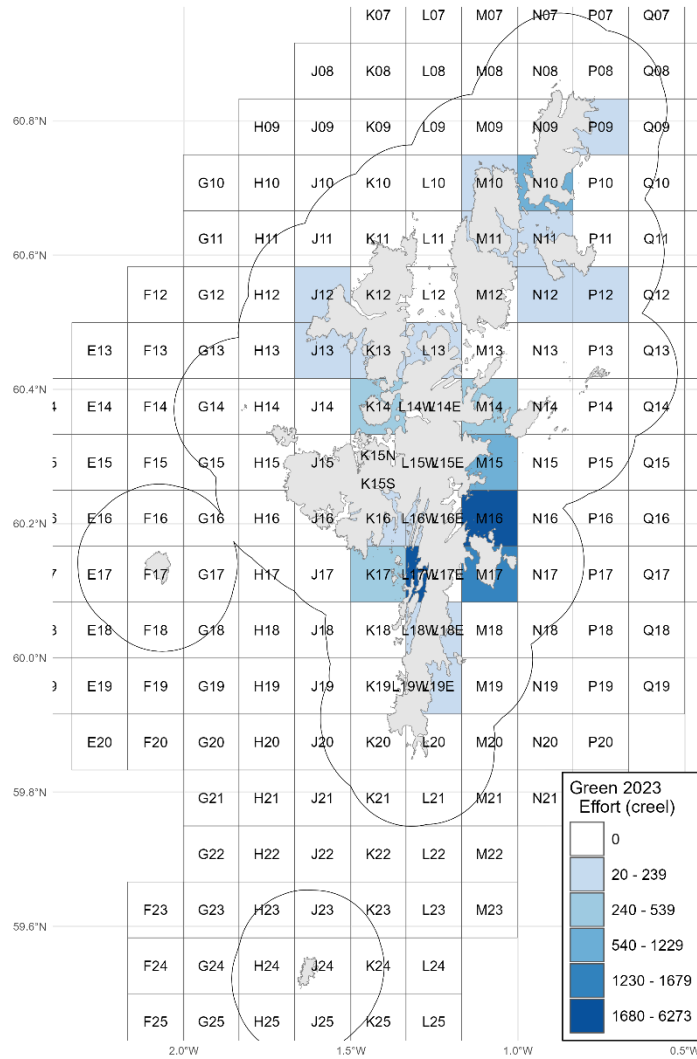 K07 L07 M07 N07 P07 Q07
J08 K08 L08 M08 N08 P08 Q08
60.8°N
H09 J09 K09 L09 M09 N09 P09 Q09
G10 H10 J10 K10 L10 M10 N10 P10 Q10
G11 H11 J11 K11 L11 M11 N11 P11 Q11
60.6°N
F12 G12 H12 J12 K12 L12 M12 N12 P12 Q12
E13 F13 G13 H13 J13 K13 L13 M13 N13 P13 Q13
60.4°N
4 E14 F14 G14 H14 J14 K14 L14W L14E M14 N14 P14 Q14
K15N
5 E15 F15 G15 H15 J15 L15W L15E M15 N15 P15 Q15
K15S
60.2°N
6 E16 F16 G16 H16 J16 K16 L16W L16E M16 N16 P16 Q16
7 E17 F17 G17 H17 J17 K17 L17W L17E M17 N17 P17 Q17
E18 F18 G18 H18 J18 K18 L18W L18E M18 N18 P18 Q18
60.0°N
9 E19 F19 G19 H19 J19 K19 L19W L19E M19 N19 P19 Q19
E20 F20 G20 H20 J20 K20 L20 M20 N20 P20
59.8°N
G21 H21 J21 K21 L21 M21 N21
G22 H22 J22 K22 L22 M22
F23 G23 H23 J23 K23 L23 M23
59.6°N
F24 G24 H24 J24 K24 L24
F25 G25 H25 J25 K25 L25
2.0°W 1.5°W 1.0°W 0.5°W
Green 2023
Effort (creel)
0
20 - 239
240 - 539
540 - 1229
1230 - 1679
1680 - 6273